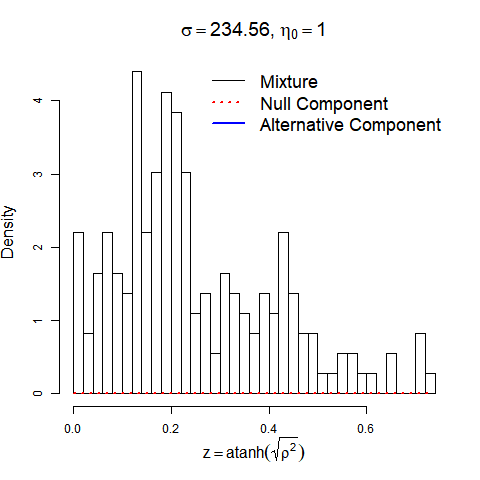 σ = 234.56, η₀ = 1
Mixture
Null Component
Alternative Component
Density
4
3
2
1
0
0.0 0.2 0.4 0.6
z = atanh(√ρ²)